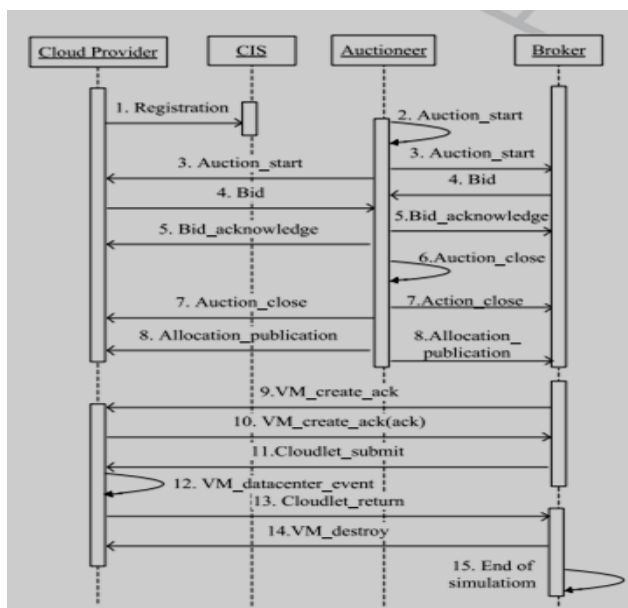 Cloud Provider
CIS
Auctioneer
Broker
1. Registration
2. Auction_start
3. Auction_start
3. Auction_start
4. Bid
4. Bid
5.Bid_acknowledge
5. Bid_acknowledge
6.Auction_close
7. Auction_close
7.Action_close
8. Allocation_publication
8.Allocation_
publication
9.VM_create_ack
10. VM_create_ack(ack)
11.Cloudlet_submit
12. VM_datacenter_event
13. Cloudlet_return
14.VM_destroy
15. End of
simulatiom